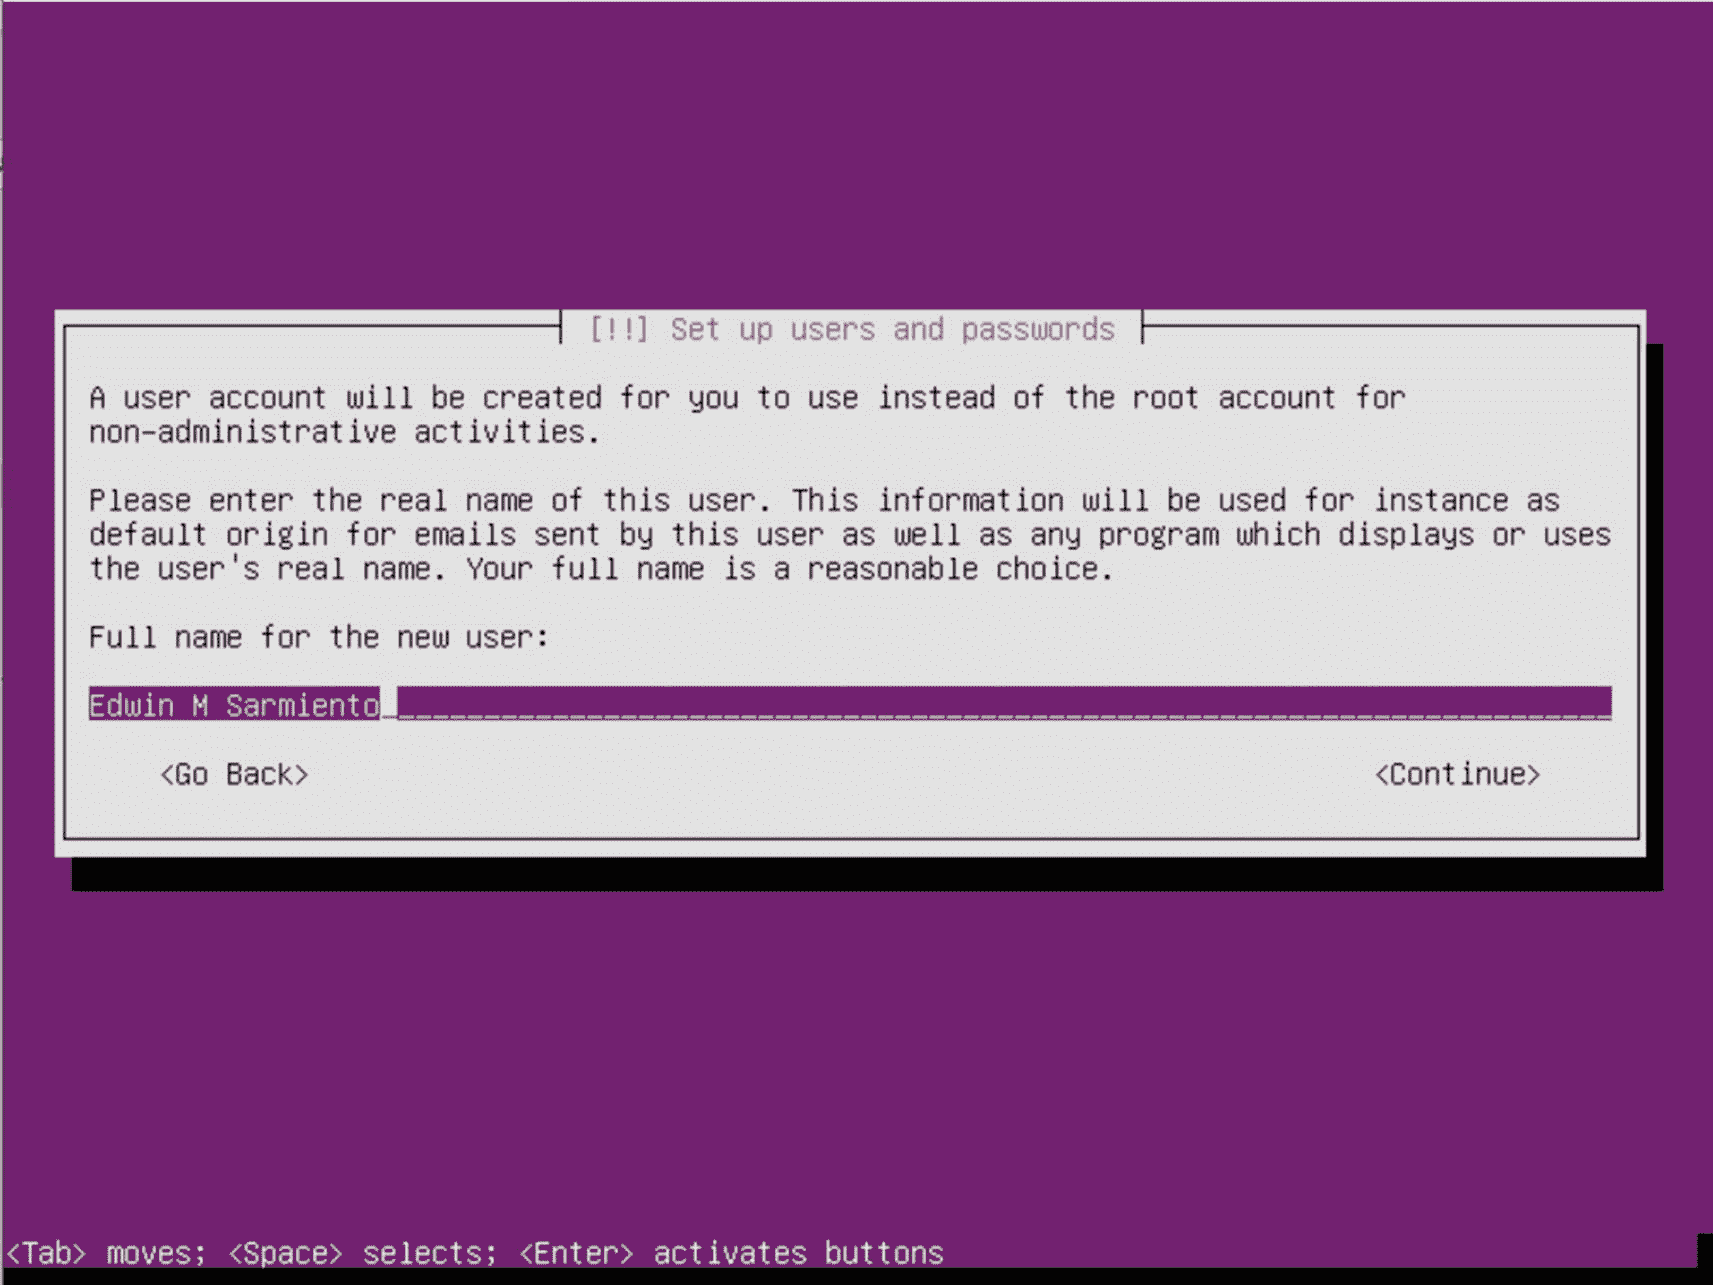 [!!] Set up users and passwords
A user account will be created for you to use instead of the root account for
non-administrative activities.
Please enter the real name of this user. This information will be used for instance as
default origin for emails sent by this user as well as any program which displays or uses
the user's real name. Your full name is a reasonable choice.
Full name for the new user:
Edwin M Sarmiento
<Go Back> <Continue>
<Tab> moves; <Space> selects; <Enter> activates buttons